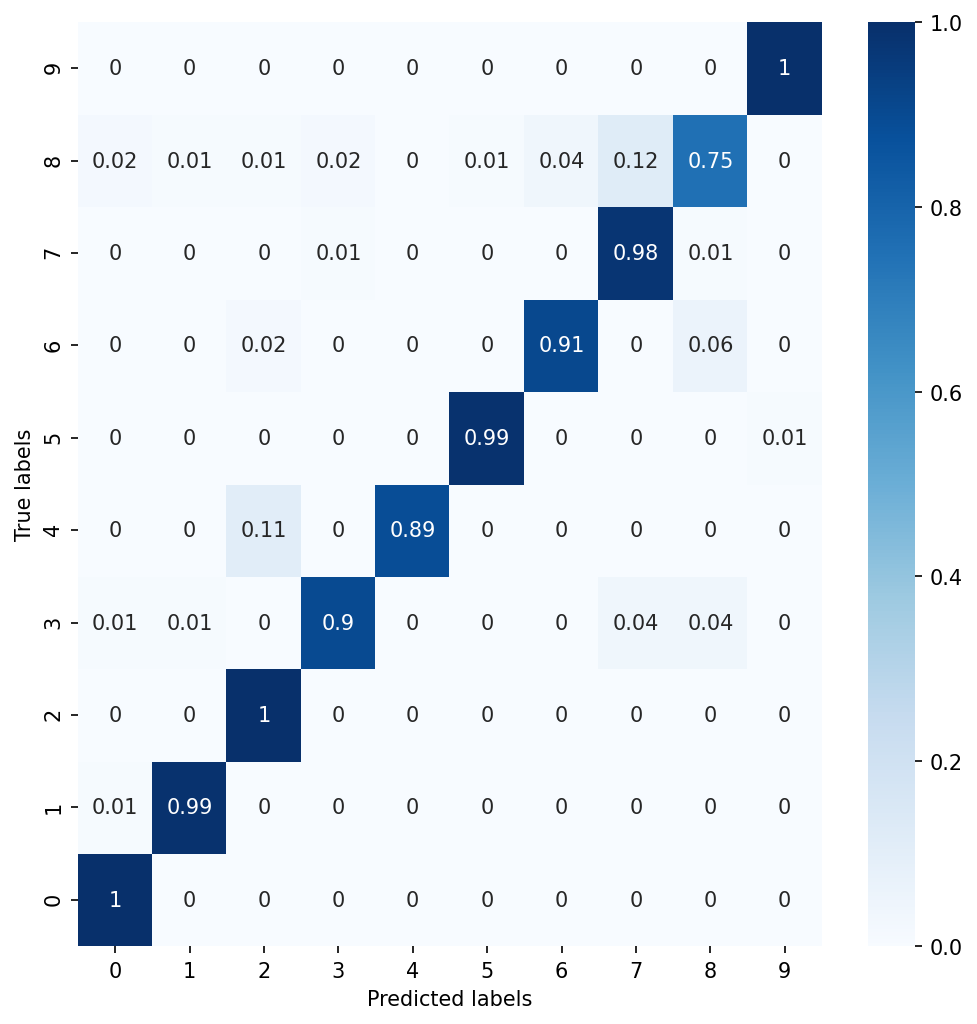 9 0 0 0 0 0 0 0 0 0 1
8 0.02 0.01 0.01 0.02 0 0.01 0.04 0.12 0.75 0
7 0 0 0 0.01 0 0 0 0.98 0.01 0
6 0 0 0.02 0 0 0 0.91 0 0.06 0
5 0 0 0 0 0 0.99 0 0 0 0.01
4 0 0 0.11 0 0.89 0 0 0 0 0
3 0.01 0.01 0 0.9 0 0 0 0.04 0.04 0
2 0 0 1 0 0 0 0 0 0 0
1 0.01 0.99 0 0 0 0 0 0 0 0
0 1 0 0 0 0 0 0 0 0 0
0 1 2 3 4 5 6 7 8 9
Predicted labels
True labels
1.0
0.8
0.6
0.4
0.2
0.0